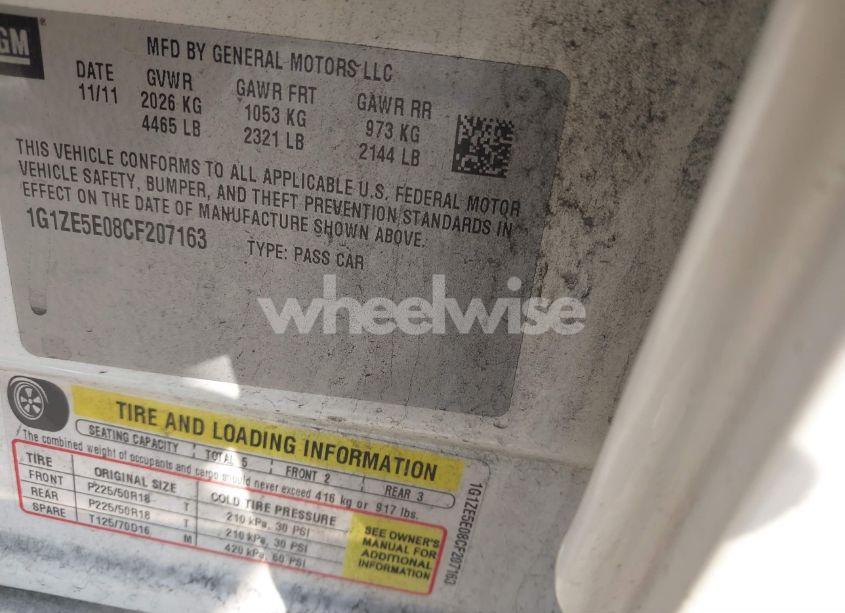 GM
MFD BY GENERAL MOTORS LLC
DATE GVWR GAWR FRT GAWR RR
11/11 2026 KG 1053 KG 973 KG
4465 LB 2321 LB 2144 LB
THIS VEHICLE CONFORMS TO ALL APPLICABLE U.S. FEDERAL MOTOR
VEHICLE SAFETY, BUMPER, AND THEFT PREVENTION STANDARDS IN
EFFECT ON THE DATE OF MANUFACTURE SHOWN ABOVE.
1G1ZE5E08CF207163 TYPE: PASS CAR
wheelwise
TIRE AND LOADING INFORMATION
SEATING CAPACITY TOTAL 5 FRONT 2 REAR 3
The combined weight of occupants and cargo should never exceed 416 kg or 917 lbs.
TIRE ORIGINAL SIZE COLD TIRE PRESSURE
FRONT P225/50R18 T 210 kPa, 30 PSI
REAR P225/50R18 T 210 kPa, 30 PSI
SPARE T125/70D16 M 420 kPa, 60 PSI
SEE OWNER'S
MANUAL FOR
ADDITIONAL
INFORMATION
1G1ZE5E08CF207163